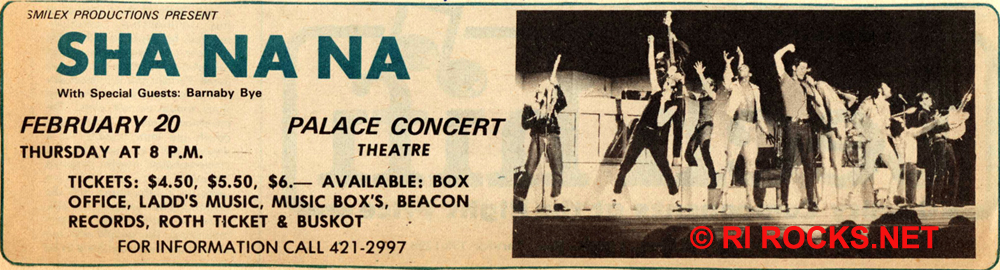 SMILEX PRODUCTIONS PRESENT
SHA NA NA
With Special Guests: Barnaby Bye
FEBRUARY 20
THURSDAY AT 8 P.M.
PALACE CONCERT
THEATRE
TICKETS: $4.50, $5.50, $6.— AVAILABLE: BOX
OFFICE, LADD'S MUSIC, MUSIC BOX'S, BEACON
RECORDS, ROTH TICKET & BUSKOT
FOR INFORMATION CALL 421-2997
© RI ROCKS.NET